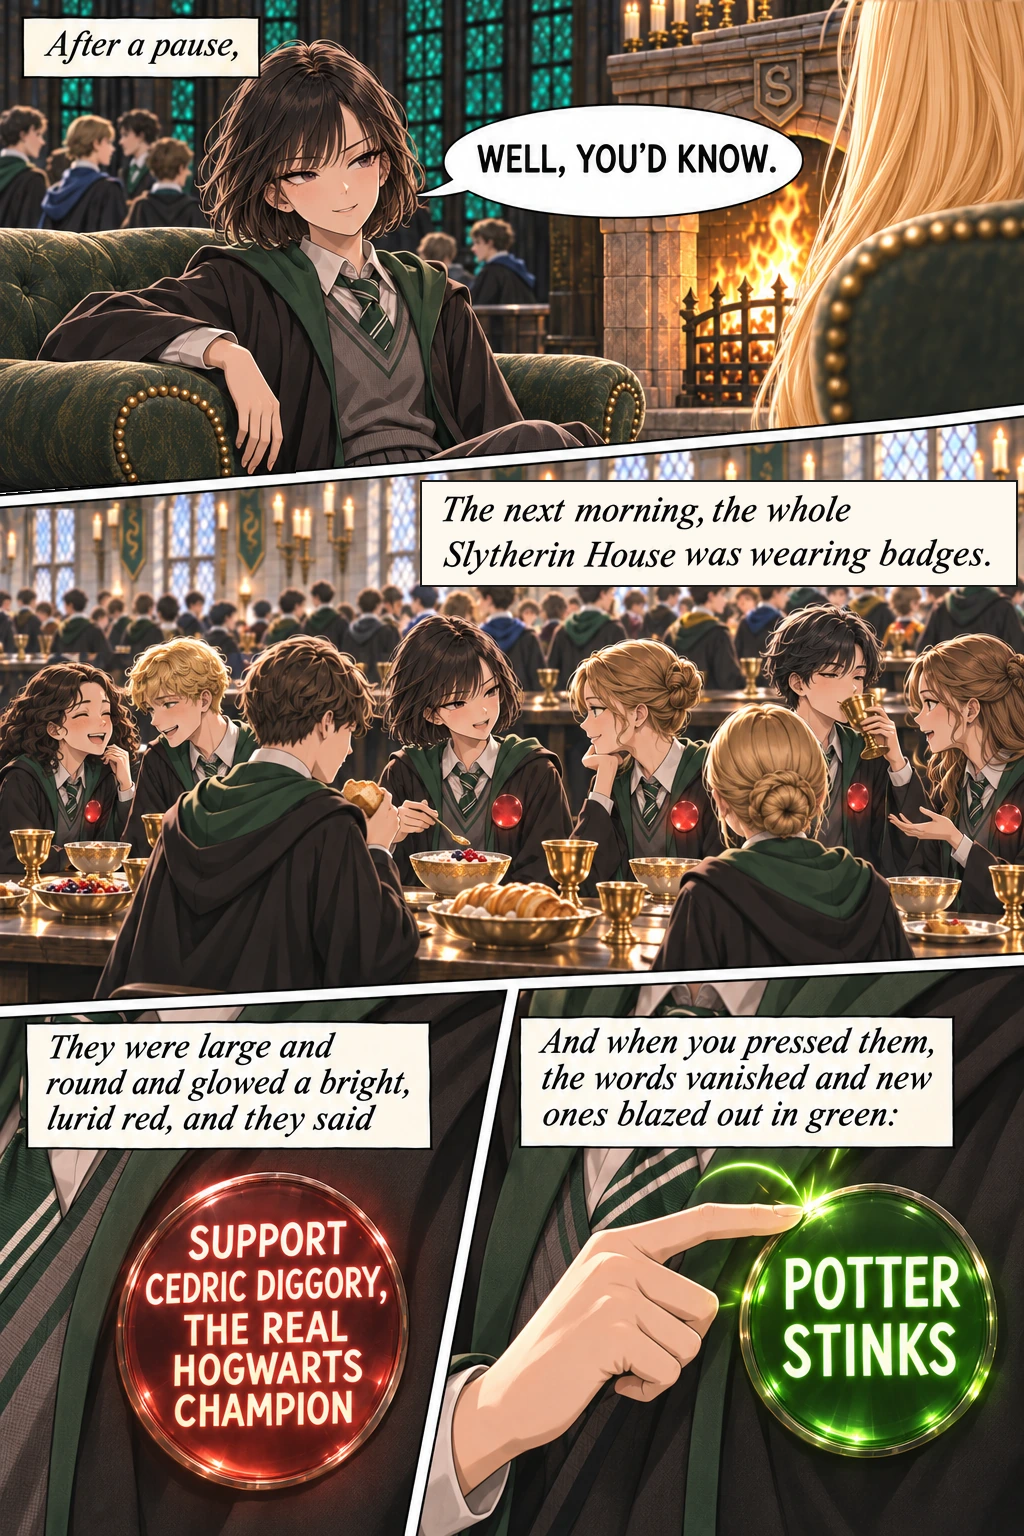 After a pause,
S
WELL, YOU'D KNOW.
The next morning, the whole
Slytherin House was wearing badges.
They were large and
round and glowed a bright,
lurid red, and they said
And when you pressed them,
the words vanished and new
ones blazed out in green:
SUPPORT
CEDRIC DIGGORY,
THE REAL
HOGWARTS
CHAMPION
POTTER
STINKS